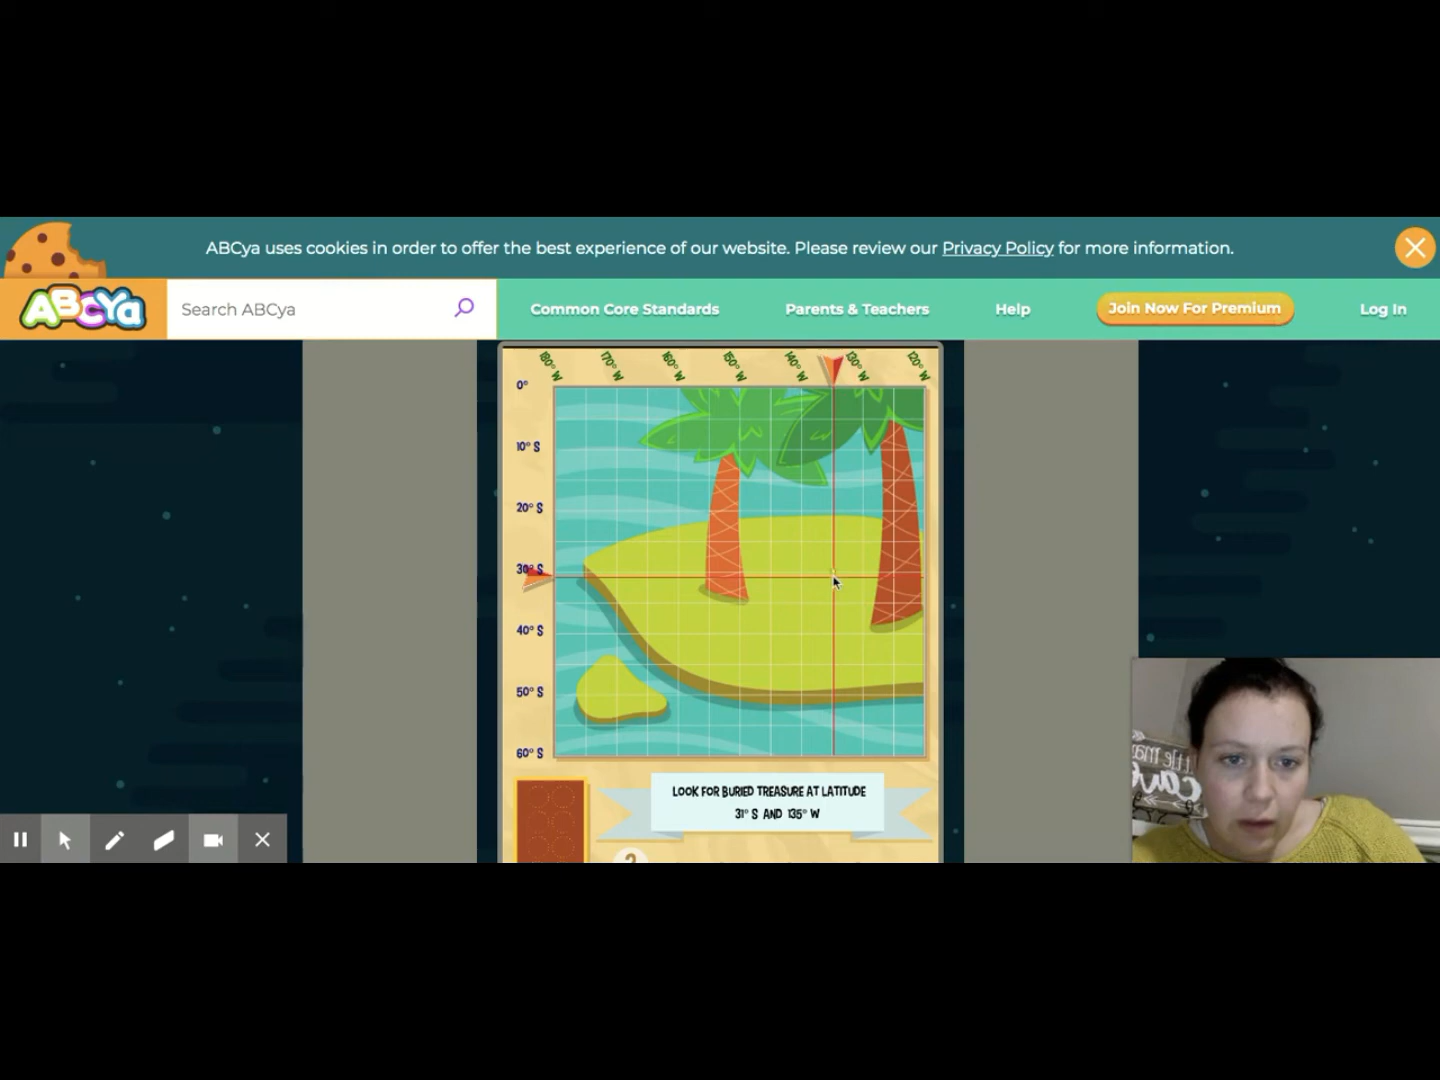 ABCya uses cookies in order to offer the best experience of our website. Please review our Privacy Policy for more information.
ABCYa
Search ABCya
Common Core Standards
Parents & Teachers
Help
Join Now For Premium
Log In
180° W
170° W
160° W
150° W
140° W
130° W
120° W
0°
10° S
20° S
30° S
40° S
50° S
60° S
LOOK FOR BURIED TREASURE AT LATITUDE
31° S AND 135° W